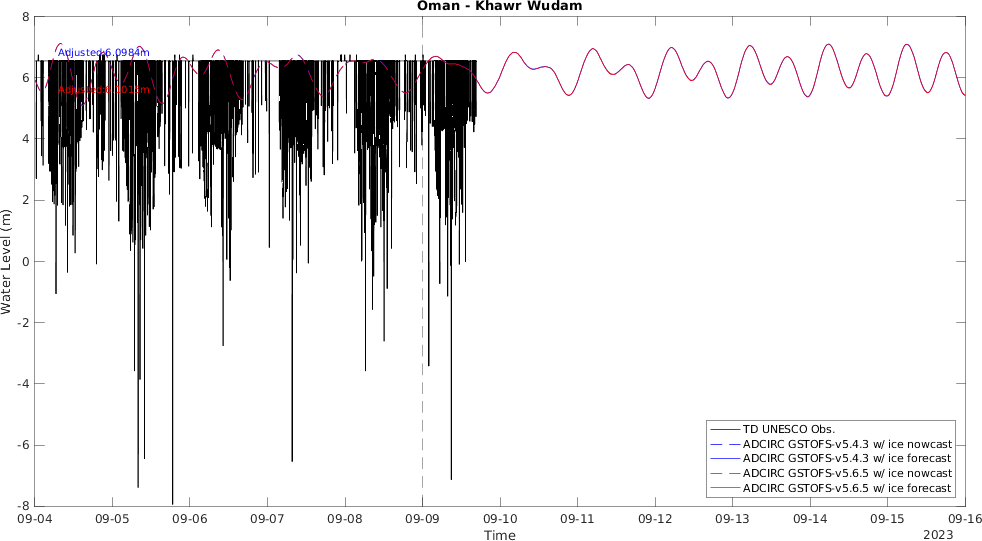 Oman - Khawr Wudam
8
6
4
2
0
-2
-4
-6
-8
Water Level (m)
Adjusted:6.0984m
09-04
09-05
09-06
09-07
09-08
09-09
09-10
09-11
09-12
09-13
09-14
09-15
09-16
Time
2023
TD UNESCO Obs.
ADCIRC GSTOFS-v5.4.3 w/ ice nowcast
ADCIRC GSTOFS-v5.4.3 w/ ice forecast
ADCIRC GSTOFS-v5.6.5 w/ ice nowcast
ADCIRC GSTOFS-v5.6.5 w/ ice forecast